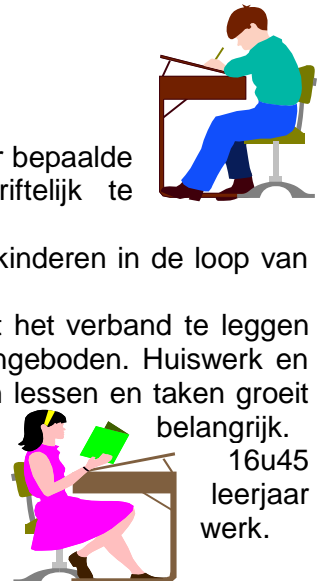 bepaalde
riftelijk te
kinderen in de loop van
het verband te leggen
ngeboden. Huiswerk en
lessen en taken groeit
belangrijk.
16u45
leerjaar
werk.